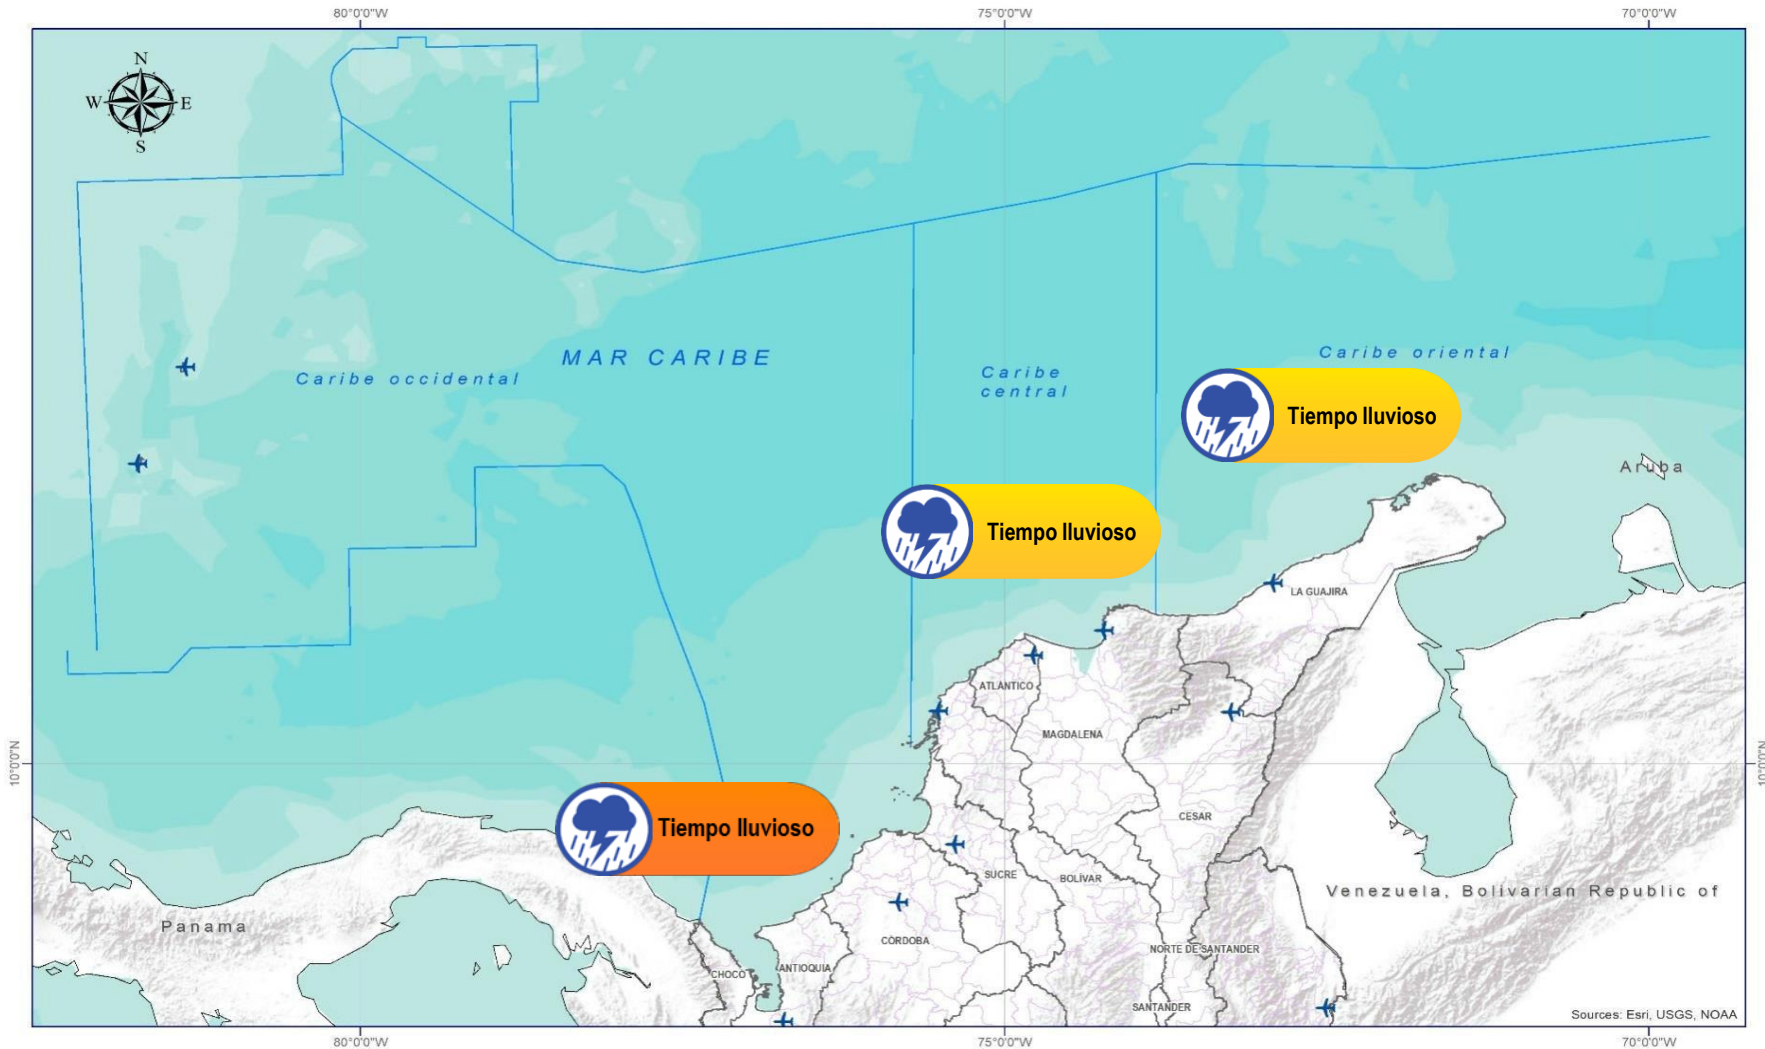 80°0'0"W
75°0'0"W
70°0'0"W
N
W
E
S
MAR CARIBE
Caribe occidental
Caribe
central
Caribe oriental
Tiempo lluvioso
Tiempo lluvioso
Aruba
LA GUAJIRA
ATLANTICO
MAGDALENA
10°0'0"N
10°0'0"N
Tiempo lluvioso
CESAR
SUCRE
BOLÍVAR
Venezuela, Bolivarian Republic of
Panama
CÓRDOBA
NORTE DE SANTANDER
CHOCO
ANTIOQUIA
SANTANDER
Sources: Esri, USGS, NOAA
80°0'0"W
75°0'0"W
70°0'0"W